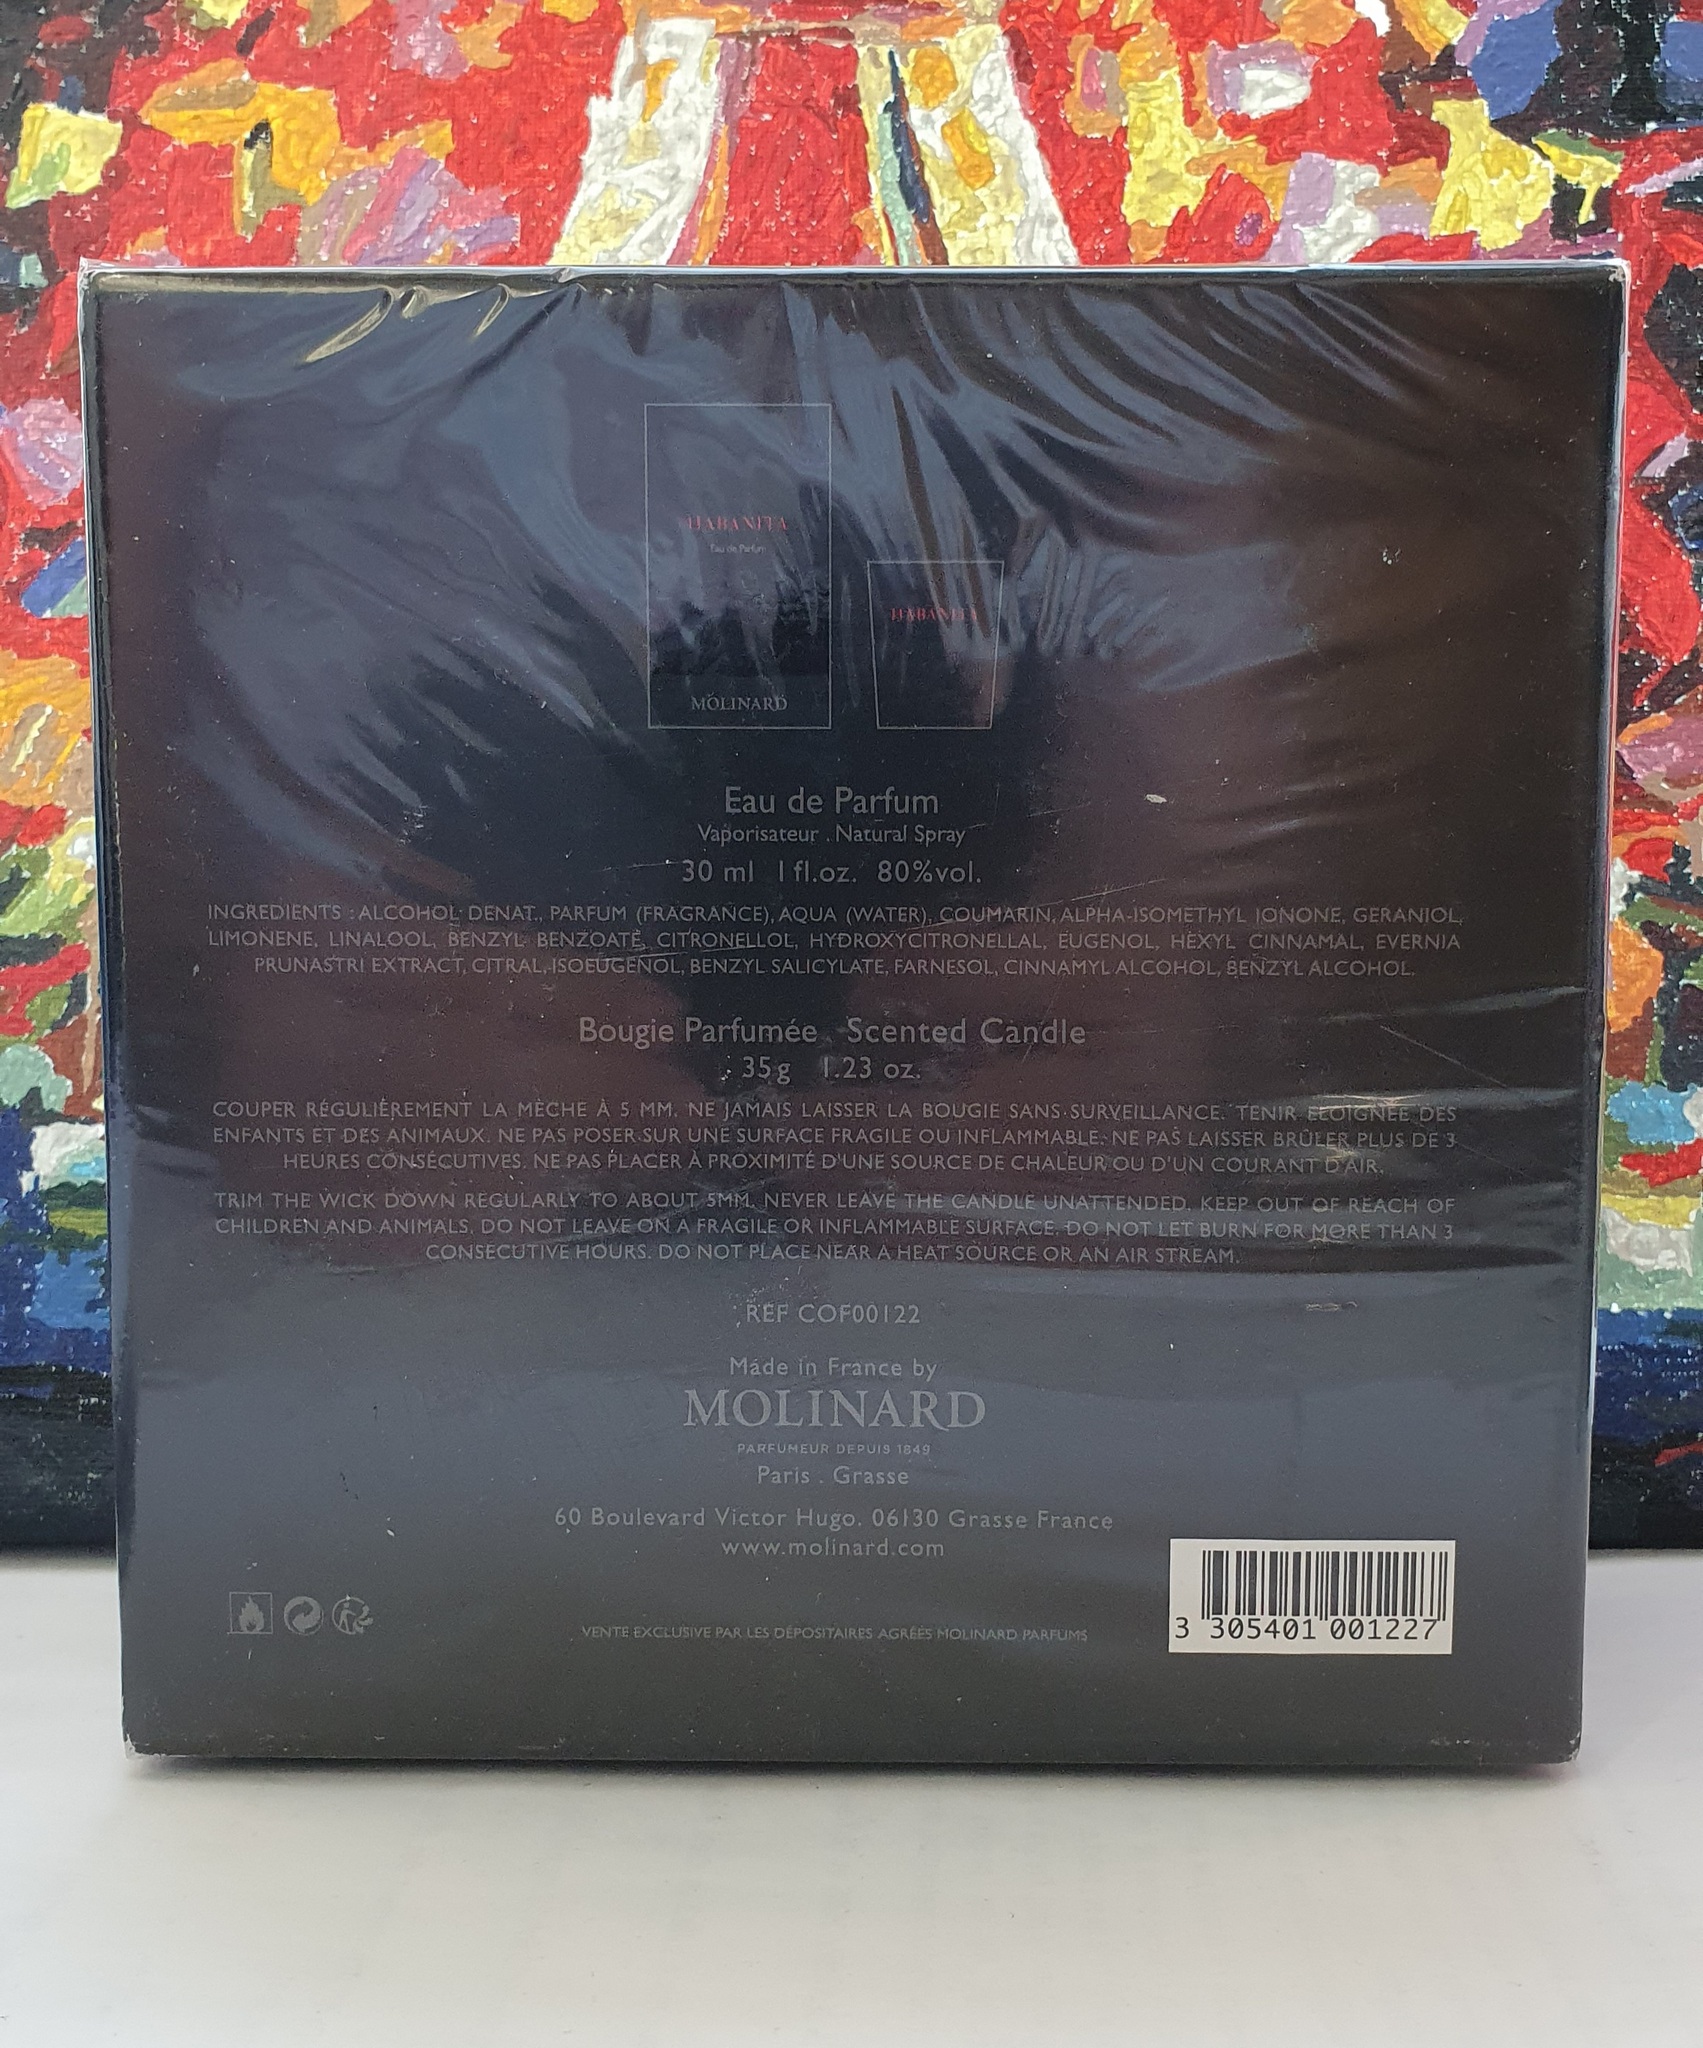 HABANITA
Eau de Parfum
MOLINARD
HABANITA
Eau de Parfum
Vaporisateur . Natural Spray
30 ml 1 fl.oz. 80%vol.
INGREDIENTS : ALCOHOL DENAT., PARFUM (FRAGRANCE), AQUA (WATER), COUMARIN, ALPHA-ISOMETHYL IONONE, GERANIOL,
LIMONENE, LINALOOL, BENZYL BENZOATE, CITRONELLOL, HYDROXYCITRONELLAL, EUGENOL, HEXYL CINNAMAL, EVERNIA
PRUNASTRI EXTRACT, CITRAL, ISOEUGENOL, BENZYL SALICYLATE, FARNESOL, CINNAMYL ALCOHOL, BENZYL ALCOHOL.
Bougie Parfumée Scented Candle
35 g 1.23 oz.
COUPER RÉGULIÈREMENT LA MÈCHE À 5 MM. NE JAMAIS LAISSER LA BOUGIE SANS SURVEILLANCE. TENIR ÉLOIGNÉE DES
ENFANTS ET DES ANIMAUX. NE PAS POSER SUR UNE SURFACE FRAGILE OU INFLAMMABLE. NE PAS LAISSER BRÛLER PLUS DE 3
HEURES CONSÉCUTIVES. NE PAS PLACER À PROXIMITÉ D'UNE SOURCE DE CHALEUR OU D'UN COURANT D'AIR.
TRIM THE WICK DOWN REGULARLY TO ABOUT 5MM. NEVER LEAVE THE CANDLE UNATTENDED. KEEP OUT OF REACH OF
CHILDREN AND ANIMALS. DO NOT LEAVE ON A FRAGILE OR INFLAMMABLE SURFACE. DO NOT LET BURN FOR MORE THAN 3
CONSECUTIVE HOURS. DO NOT PLACE NEAR A HEAT SOURCE OR AN AIR STREAM.
REF COF00122
Made in France by
MOLINARD
PARFUMEUR DEPUIS 1849
Paris . Grasse
60 Boulevard Victor Hugo. 06130 Grasse France
www.molinard.com
VENTE EXCLUSIVE PAR LES DÉPOSITAIRES AGRÉÉS MOLINARD PARFUMS
3 305401 001227